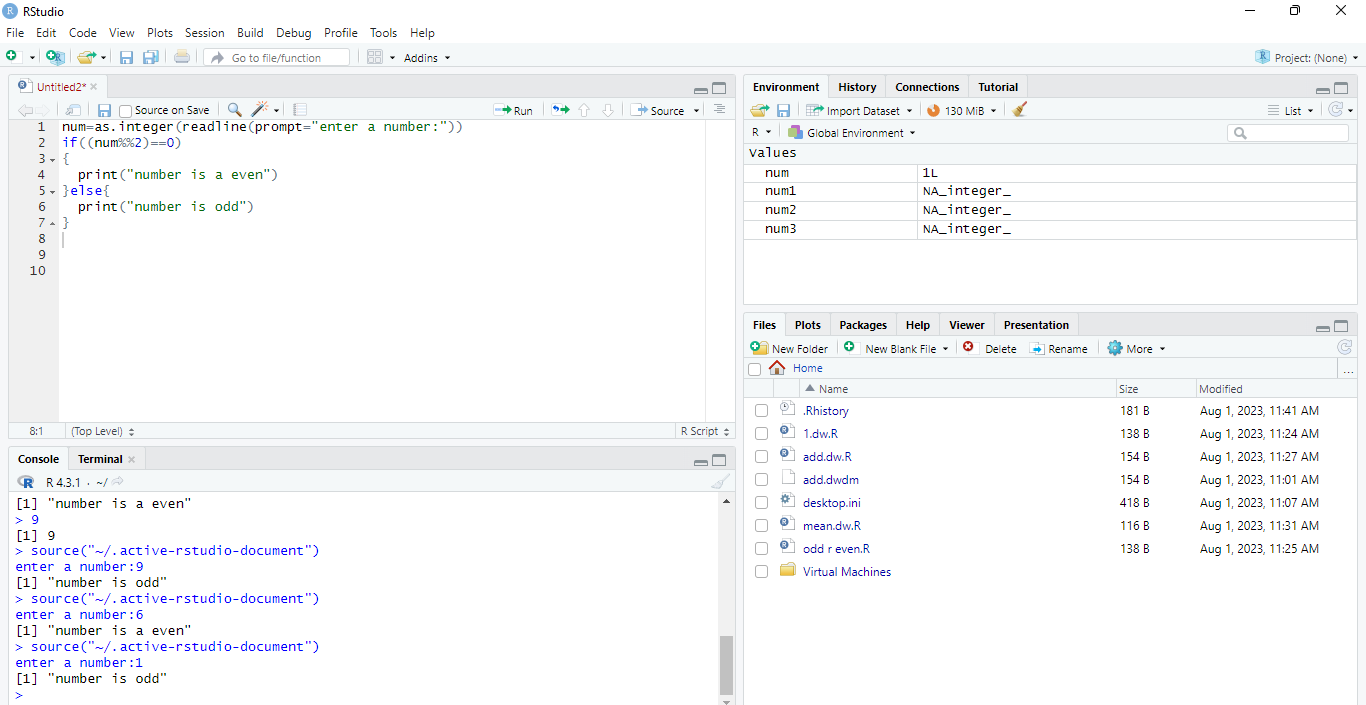 RStudio
File Edit Code View Plots Session Build Debug Profile Tools Help
Go to file/function Addins Project: (None)
Untitled2*
Source on Save Run Source
1 num=as.integer(readline(prompt="enter a number:"))
2 if((num%%2)==0)
3 {
4 print("number is a even")
5 }else{
6 print("number is odd")
7 }
8
9
10
8:1 (Top Level) R Script
Console Terminal
R 4.3.1 · ~/
[1] "number is a even"
> 9
[1] 9
> source("~/.active-rstudio-document")
enter a number:9
[1] "number is odd"
> source("~/.active-rstudio-document")
enter a number:6
[1] "number is a even"
> source("~/.active-rstudio-document")
enter a number:1
[1] "number is odd"
>
Environment History Connections Tutorial
Import Dataset 130 MiB List
R Global Environment
Values
num 1L
num1 NA_integer_
num2 NA_integer_
num3 NA_integer_
Files Plots Packages Help Viewer Presentation
New Folder New Blank File Delete Rename More
Home ...
Name Size Modified
.Rhistory 181 B Aug 1, 2023, 11:41 AM
1.dw.R 138 B Aug 1, 2023, 11:24 AM
add.dw.R 154 B Aug 1, 2023, 11:27 AM
add.dwdm 154 B Aug 1, 2023, 11:01 AM
desktop.ini 418 B Aug 1, 2023, 11:07 AM
mean.dw.R 116 B Aug 1, 2023, 11:31 AM
odd r even.R 138 B Aug 1, 2023, 11:25 AM
Virtual Machines